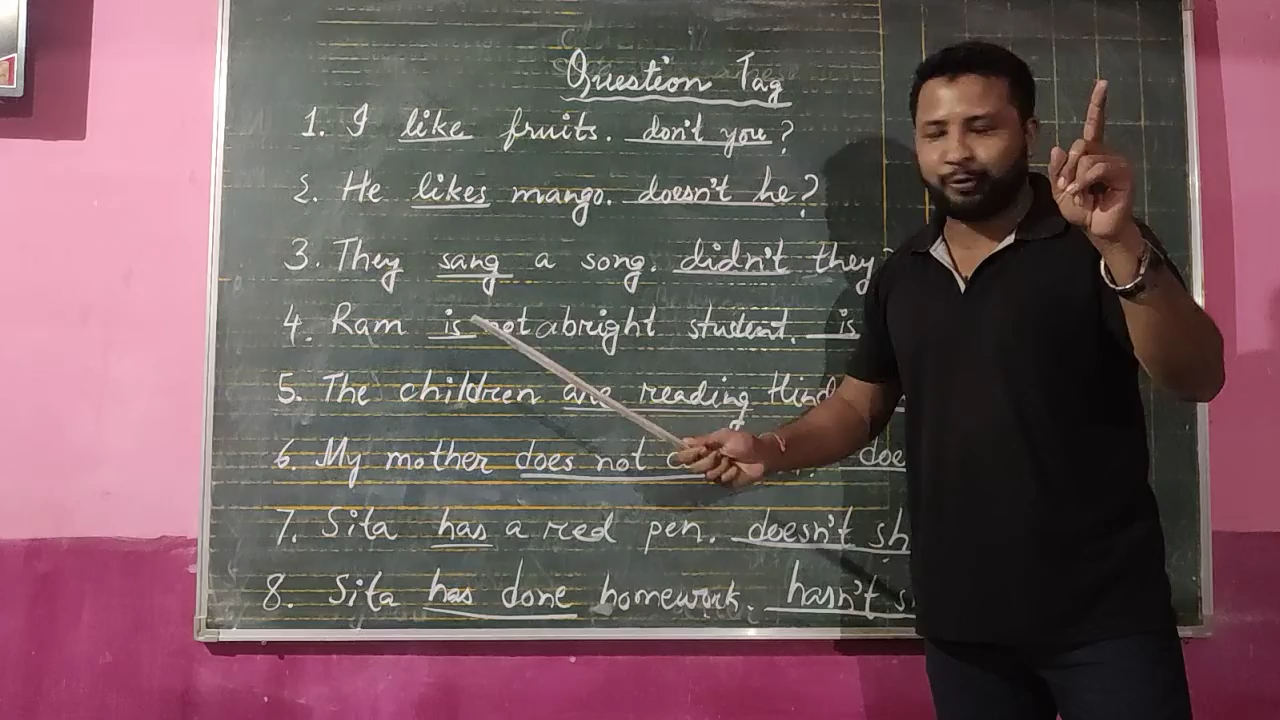 Question Tag
1. I like fruits. don't you?
2. He likes mango. doesn't he?
3. They sang a song. didn't they?
4. Ram is not a bright student. is
5. The children are reading
6. My mother does not
7. Sita has a red pen. doesn't
8. Sita has done homework. hasn't